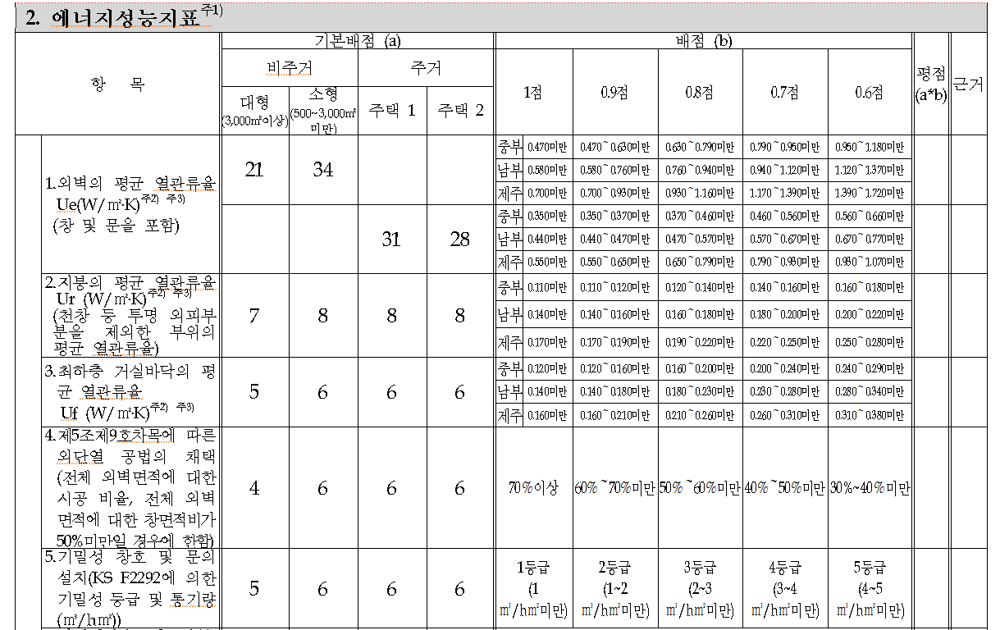 2. 에너지성능지표주1)
항 목
기본배점 (a)
배점 (b)
평점
(a*b)
근거
비주거
주거
1점
0.9점
0.8점
0.7점
0.6점
대형
(3,000㎡이상)
소형
(500~3,000㎡
미만)
주택 1
주택 2
1.외벽의 평균 열관류율
Ue(W/㎡·K)주2) 주3)
(창 및 문을 포함)
21
34
중부 0.470미만 0.470~0.630미만 0.630~0.790미만 0.790~0.950미만 0.950~1.180미만
남부 0.580미만 0.580~0.760미만 0.760~0.940미만 0.940~1.120미만 1.120~1.370미만
제주 0.700미만 0.700~0.930미만 0.930~1.160미만 1.170~1.390미만 1.390~1.720미만
31
28
중부 0.350미만 0.350~0.370미만 0.370~0.460미만 0.460~0.560미만 0.560~0.660미만
남부 0.440미만 0.440~0.470미만 0.470~0.570미만 0.570~0.670미만 0.670~0.770미만
제주 0.550미만 0.550~0.650미만 0.650~0.790미만 0.790~0.930미만 0.930~1.070미만
2.지붕의 평균 열관류율
Ur (W/㎡·K)주2) 주3)
(천창 등 투명 외피부
분을 제외한 부위의
평균 열관류율)
7
8
8
8
중부 0.110미만 0.110~0.120미만 0.120~0.140미만 0.140~0.160미만 0.160~0.180미만
남부 0.140미만 0.140~0.160미만 0.160~0.180미만 0.180~0.200미만 0.200~0.220미만
제주 0.170미만 0.170~0.190미만 0.190~0.220미만 0.220~0.250미만 0.250~0.280미만
3.최하층 거실바닥의 평
균 열관류율
Uf (W/㎡·K)주2) 주3)
5
6
6
6
중부 0.120미만 0.120~0.160미만 0.160~0.200미만 0.200~0.240미만 0.240~0.290미만
남부 0.140미만 0.140~0.180미만 0.180~0.230미만 0.230~0.280미만 0.280~0.340미만
제주 0.160미만 0.160~0.210미만 0.210~0.260미만 0.260~0.310미만 0.310~0.380미만
4.제5조제9호차목에 따른
외단열 공법의 채택
(전체 외벽면적에 대한
시공 비율, 전체 외벽
면적에 대한 창면적비가
50%미만일 경우에 한함)
4
6
6
6
70%이상
60%~70%미만
50%~60%미만
40%~50%미만
30%~40%미만
5.기밀성 창호 및 문의
설치(KS F2292에 의한
기밀성 등급 및 통기량
(㎥/h㎡))
5
6
6
6
1등급
(1
㎥/h㎡미만)
2등급
(1~2
㎥/h㎡미만)
3등급
(2~3
㎥/h㎡미만)
4등급
(3~4
㎥/h㎡미만)
5등급
(4~5
㎥/h㎡미만)